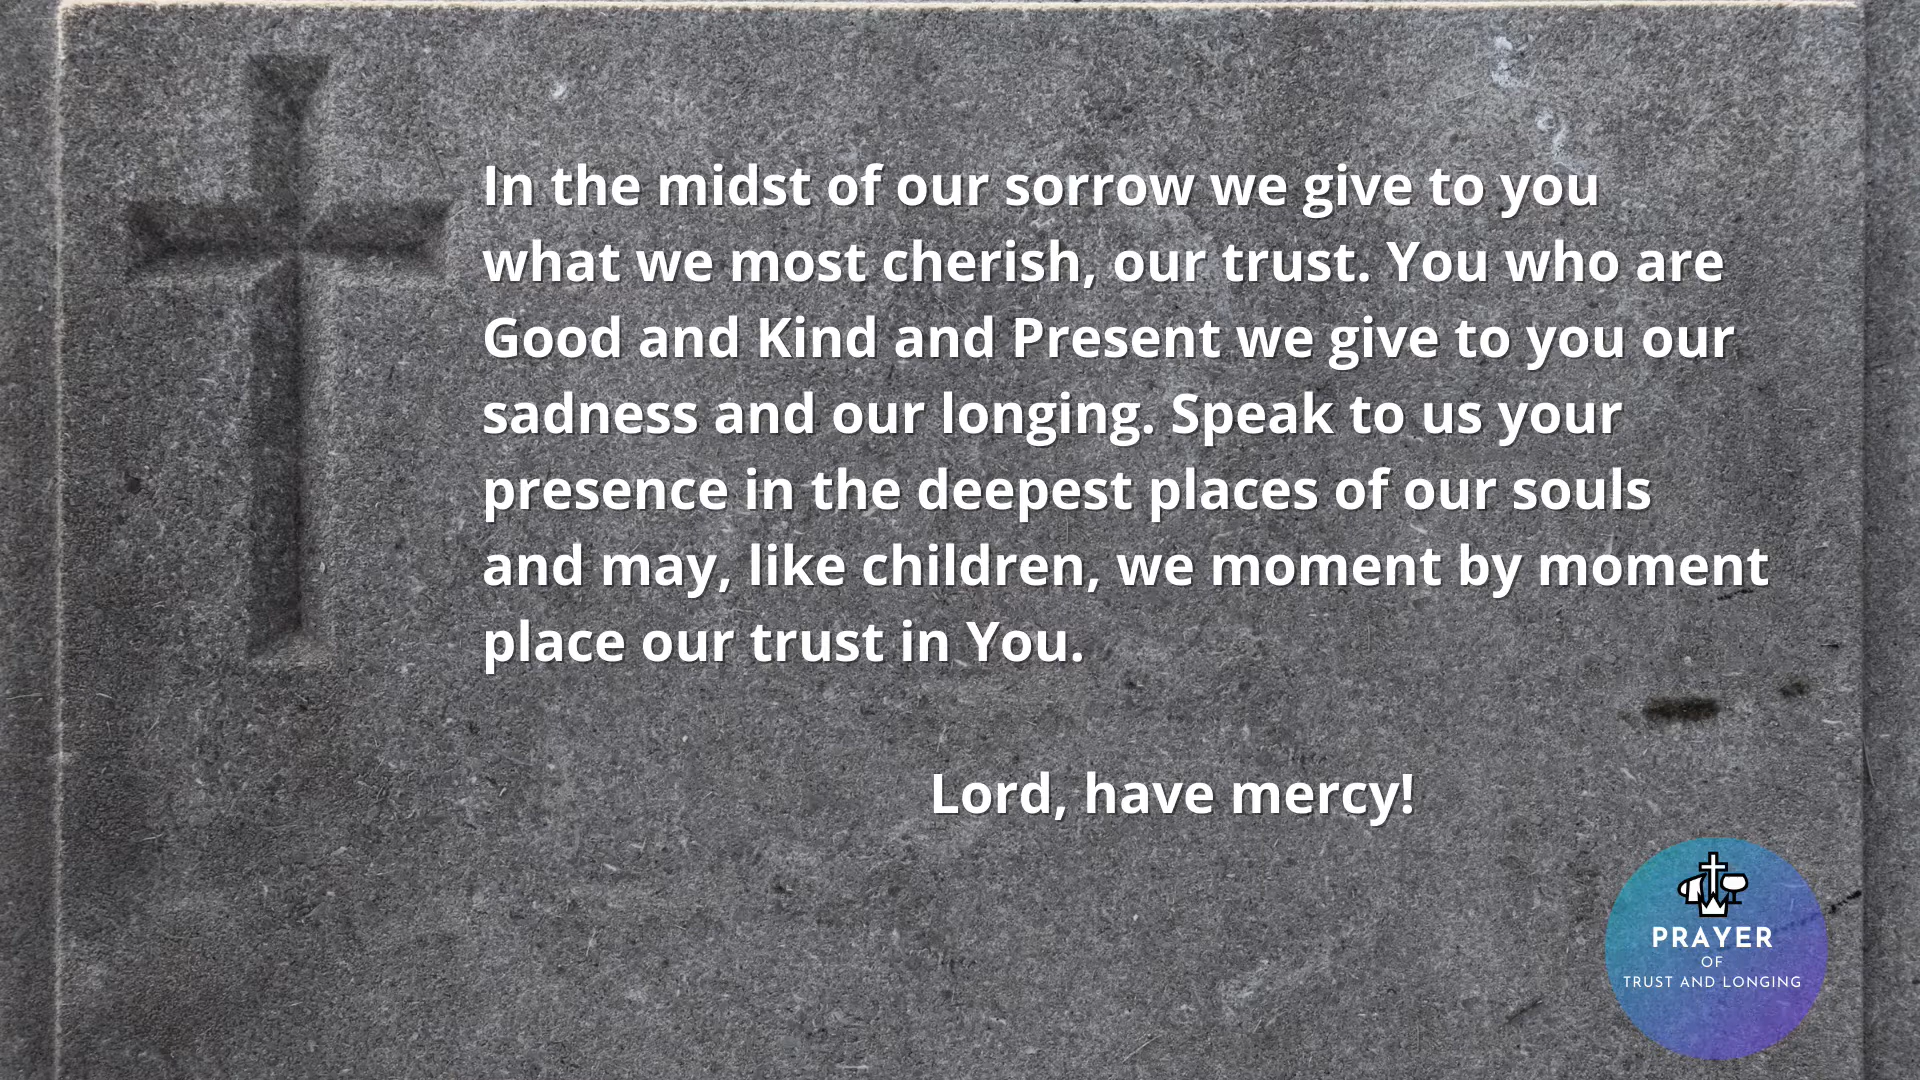 In the midst of our sorrow we give to you
what we most cherish, our trust. You who are
Good and Kind and Present we give to you our
sadness and our longing. Speak to us your
presence in the deepest places of our souls
and may, like children, we moment by moment
place our trust in You.
Lord, have mercy!
PRAYER
OF
TRUST AND LONGING